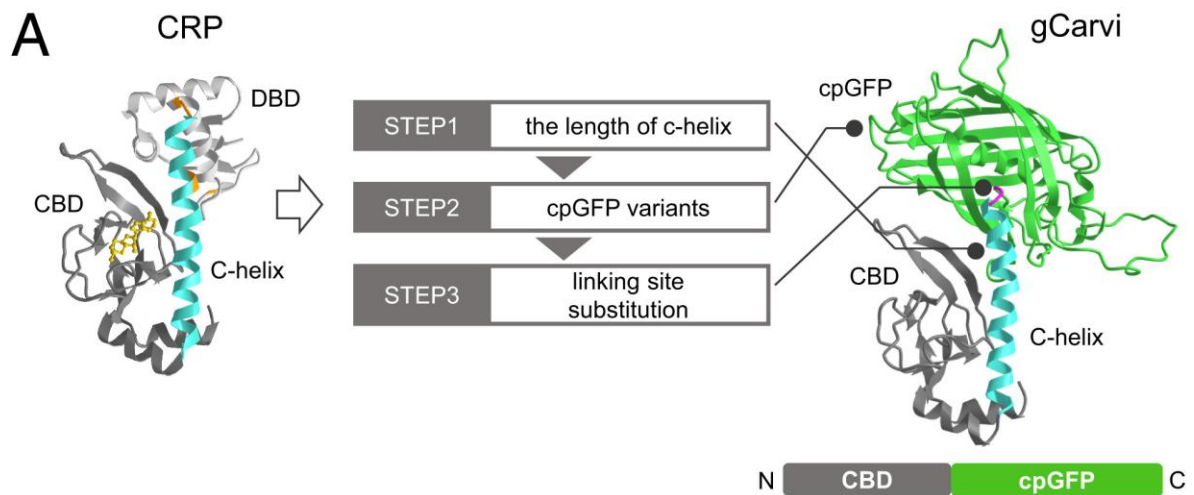 A
CRP
gCarvi
DBD
CBD
C-helix
STEP1
the length of c-helix
STEP2
cpGFP variants
STEP3
linking site
substitution
cpGFP
CBD
C-helix
N CBD cpGFP C